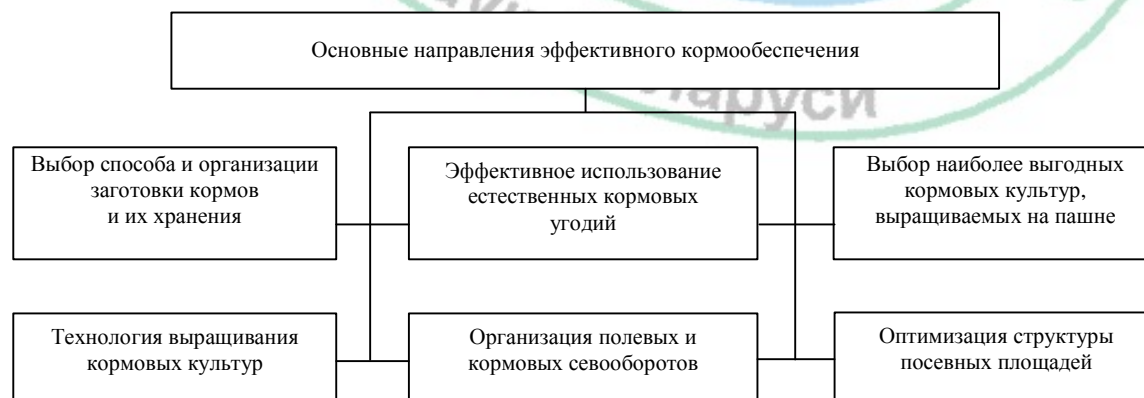 Основные направления эффективного кормообеспечения
Выбор способа и организации
заготовки кормов
и их хранения
Эффективное использование
естественных кормовых
угодий
Выбор наиболее выгодных
кормовых культур,
выращиваемых на пашне
Технология выращивания
кормовых культур
Организация полевых и
кормовых севооборотов
Оптимизация структуры
посевных площадей